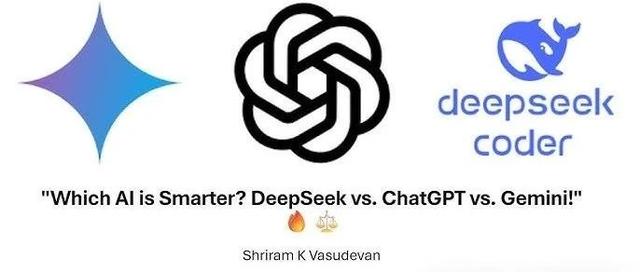 deepseek
coder
"Which AI is Smarter? DeepSeek vs. ChatGPT vs. Gemini!"
🔥 ⚖️
Shriram K Vasudevan